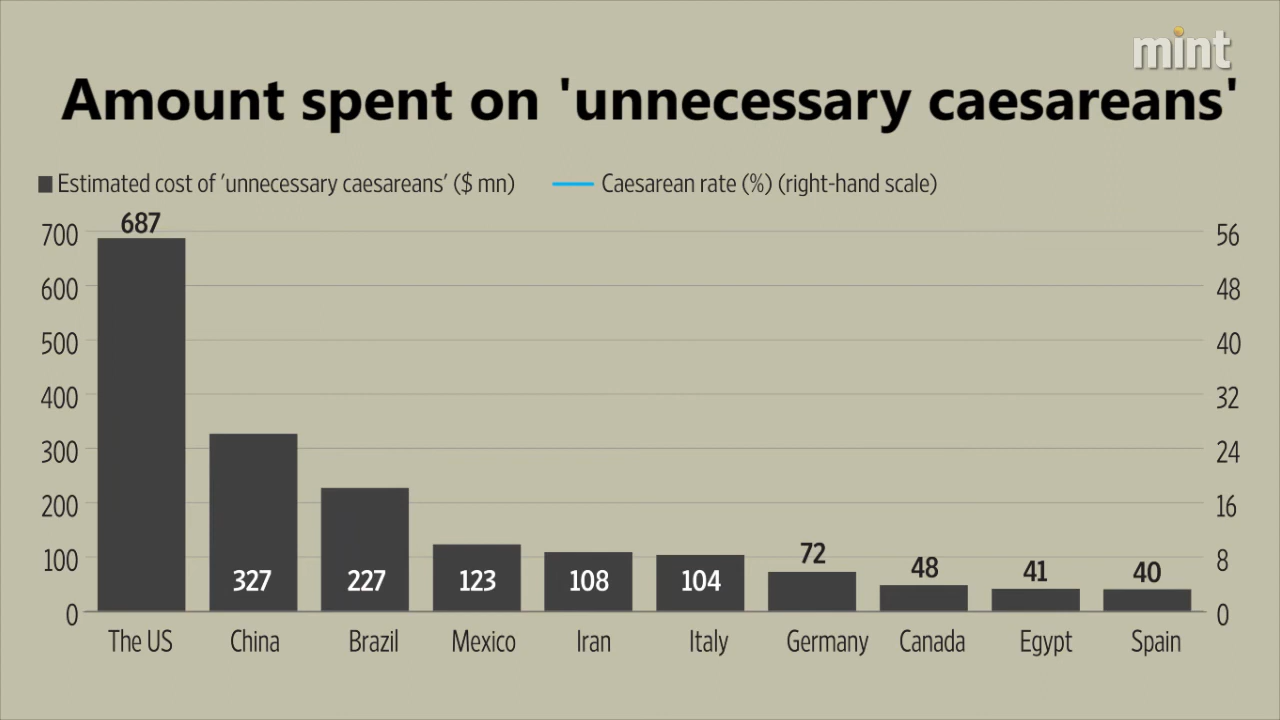 mint
Amount spent on 'unnecessary caesareans'
Estimated cost of 'unnecessary caesareans' ($ mn) Caesarean rate (%) (right-hand scale)
687
700 56
600 48
500 40
400 32
300 24
200 16
100 8
72 48 41 40
327 227 123 108 104
0 0
The US China Brazil Mexico Iran Italy Germany Canada Egypt Spain